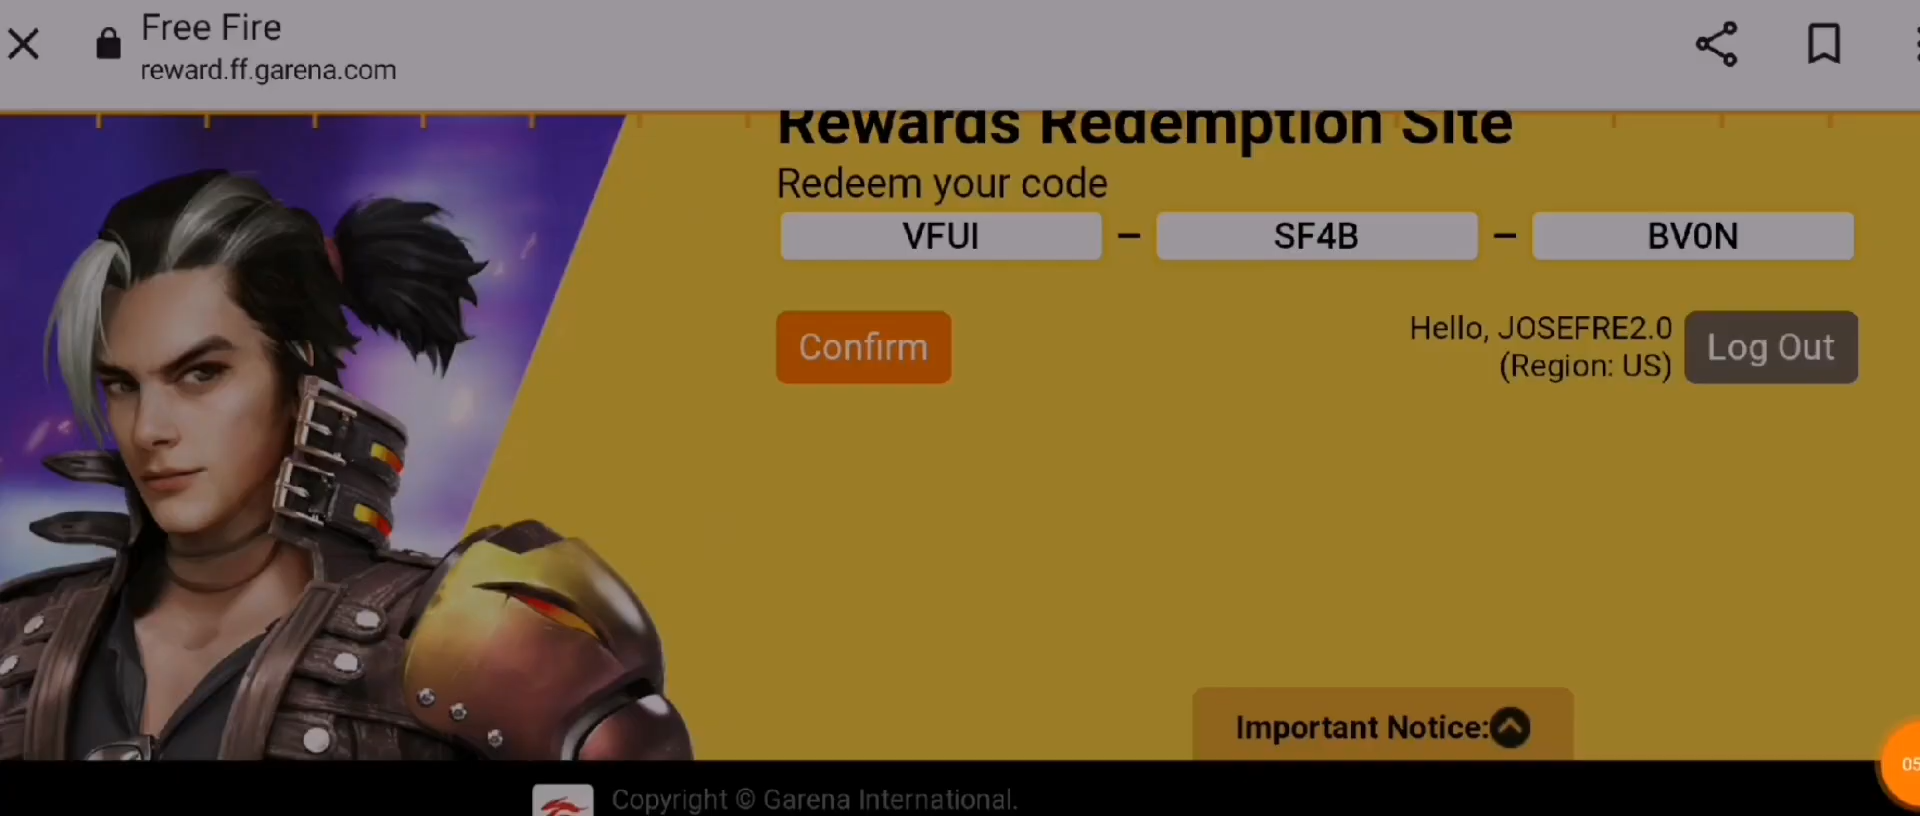 Free Fire
reward.ff.garena.com
Rewards Redemption Site
Redeem your code
VFUI – SF4B – BV0N
Confirm
Hello, JOSEFRE2.0
(Region: US)
Log Out
Important Notice:
05
Copyright © Garena International.